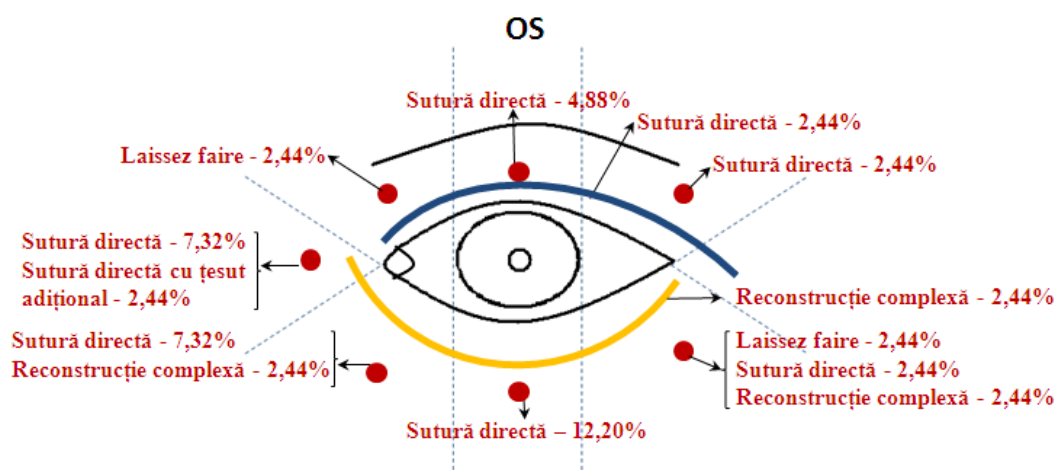 OS
Sutură directă - 4,88%
Sutură directă - 2,44%
Laissez faire - 2,44%
Sutură directă - 2,44%
Sutură directă - 7,32%
Sutură directă cu țesut
adițional - 2,44%
Reconstrucție complexă - 2,44%
Sutură directă - 7,32%
Reconstrucție complexă - 2,44%
Laissez faire - 2,44%
Sutură directă - 2,44%
Reconstrucție complexă - 2,44%
Sutură directă – 12,20%